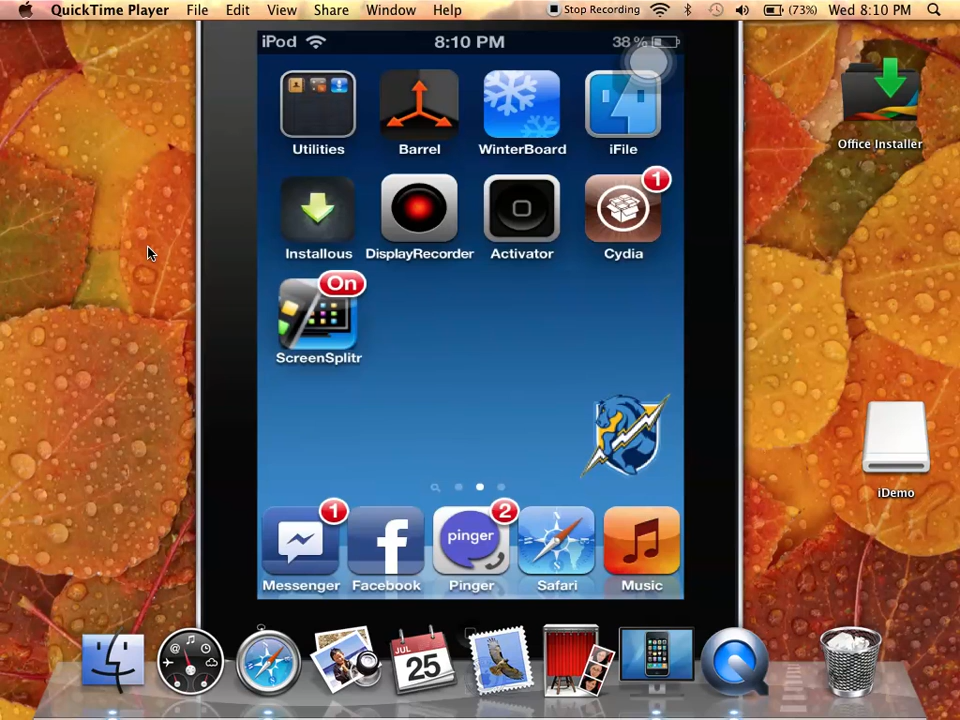 QuickTime Player File Edit View Share Window Help Stop Recording (73%) Wed 8:10 PM
iPod 8:10 PM 38%
Utilities Barrel WinterBoard iFile
Office Installer
1
Installous DisplayRecorder Activator Cydia
On
ScreenSplitr
iDemo
1 2
pinger
Messenger Facebook Pinger Safari Music
JUL
25